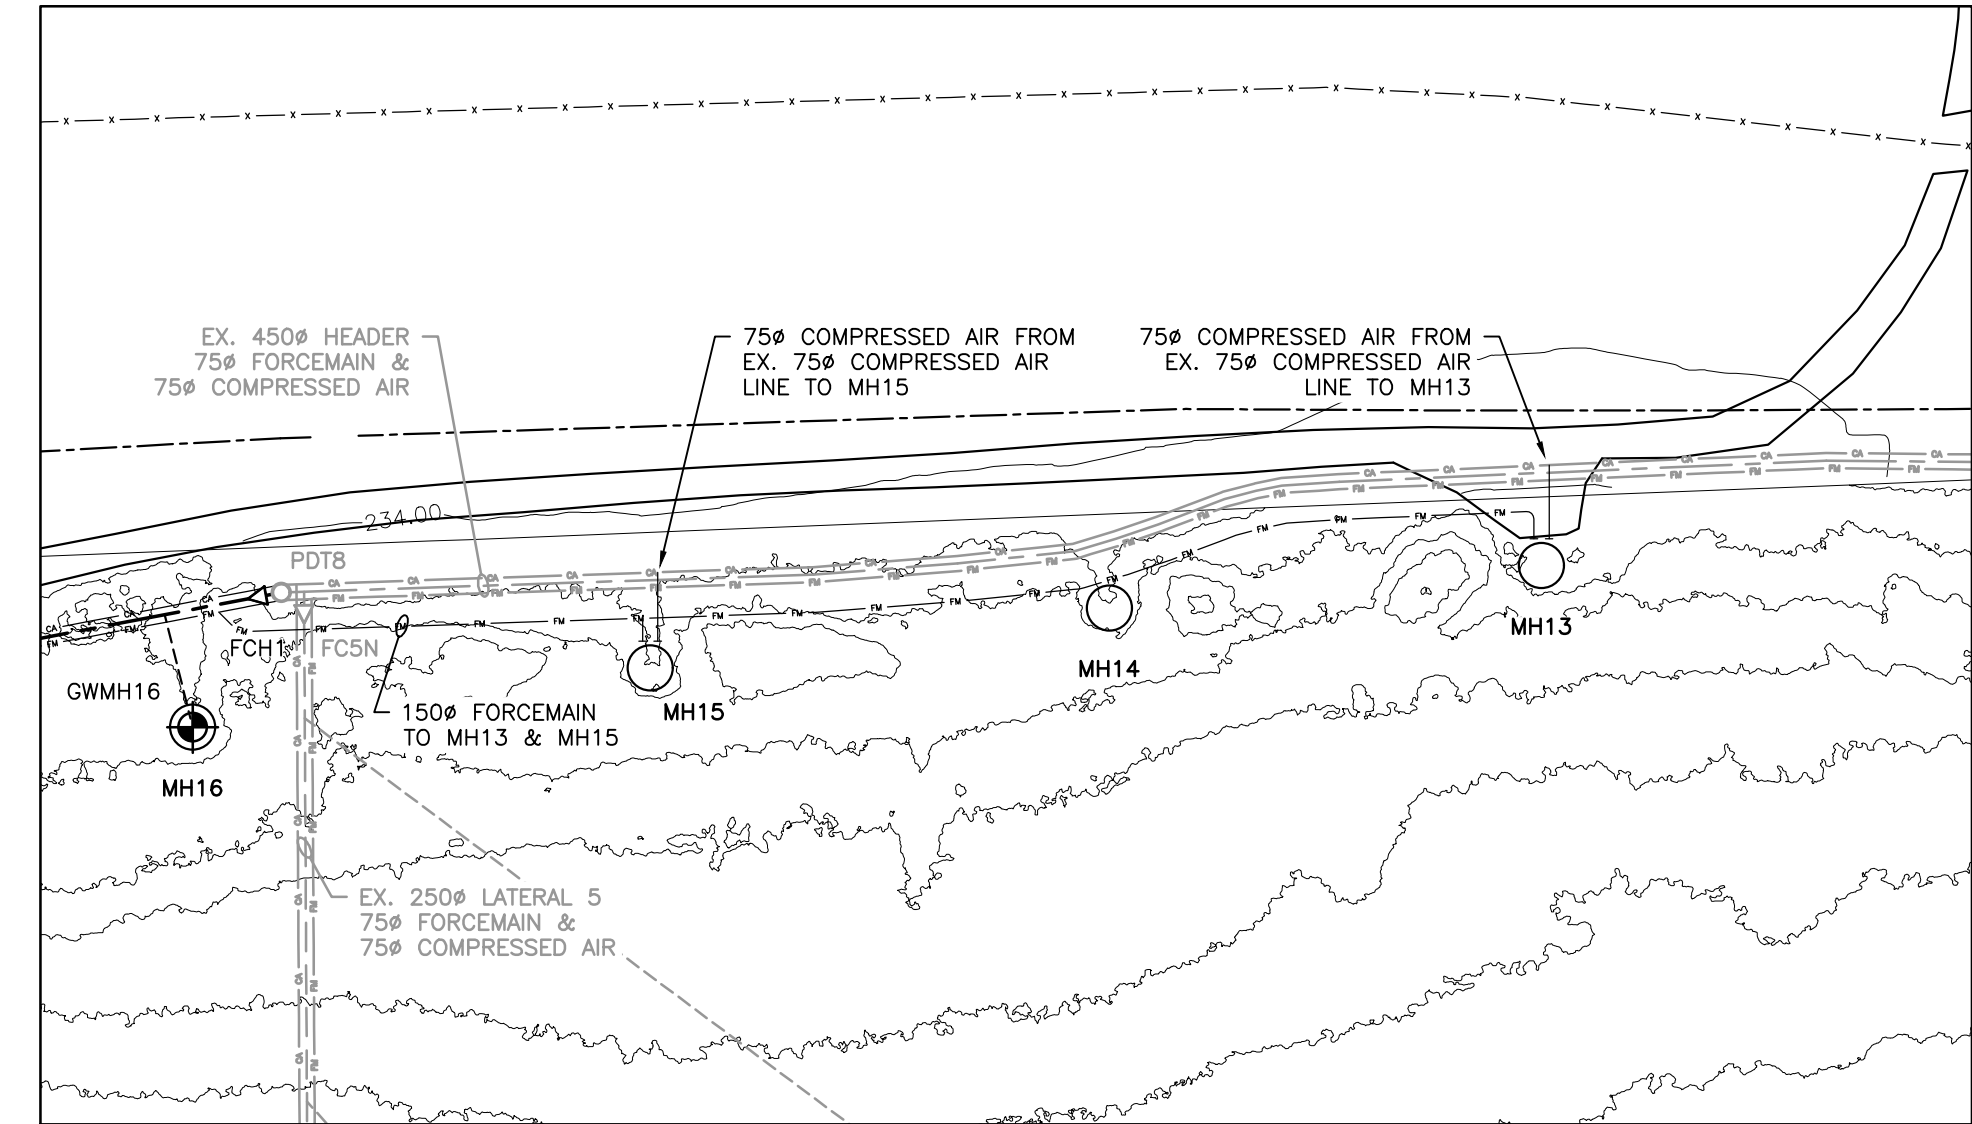 EX. 450ø HEADER
75ø FORCEMAIN &
75ø COMPRESSED AIR
75ø COMPRESSED AIR FROM
EX. 75ø COMPRESSED AIR
LINE TO MH15
75ø COMPRESSED AIR FROM
EX. 75ø COMPRESSED AIR
LINE TO MH13
234.00
PDT8
FCH1
FC5N
GWMH16
MH16
150ø FORCEMAIN
TO MH13 & MH15
MH15
MH14
MH13
EX. 250ø LATERAL 5
75ø FORCEMAIN &
75ø COMPRESSED AIR
CA
FM